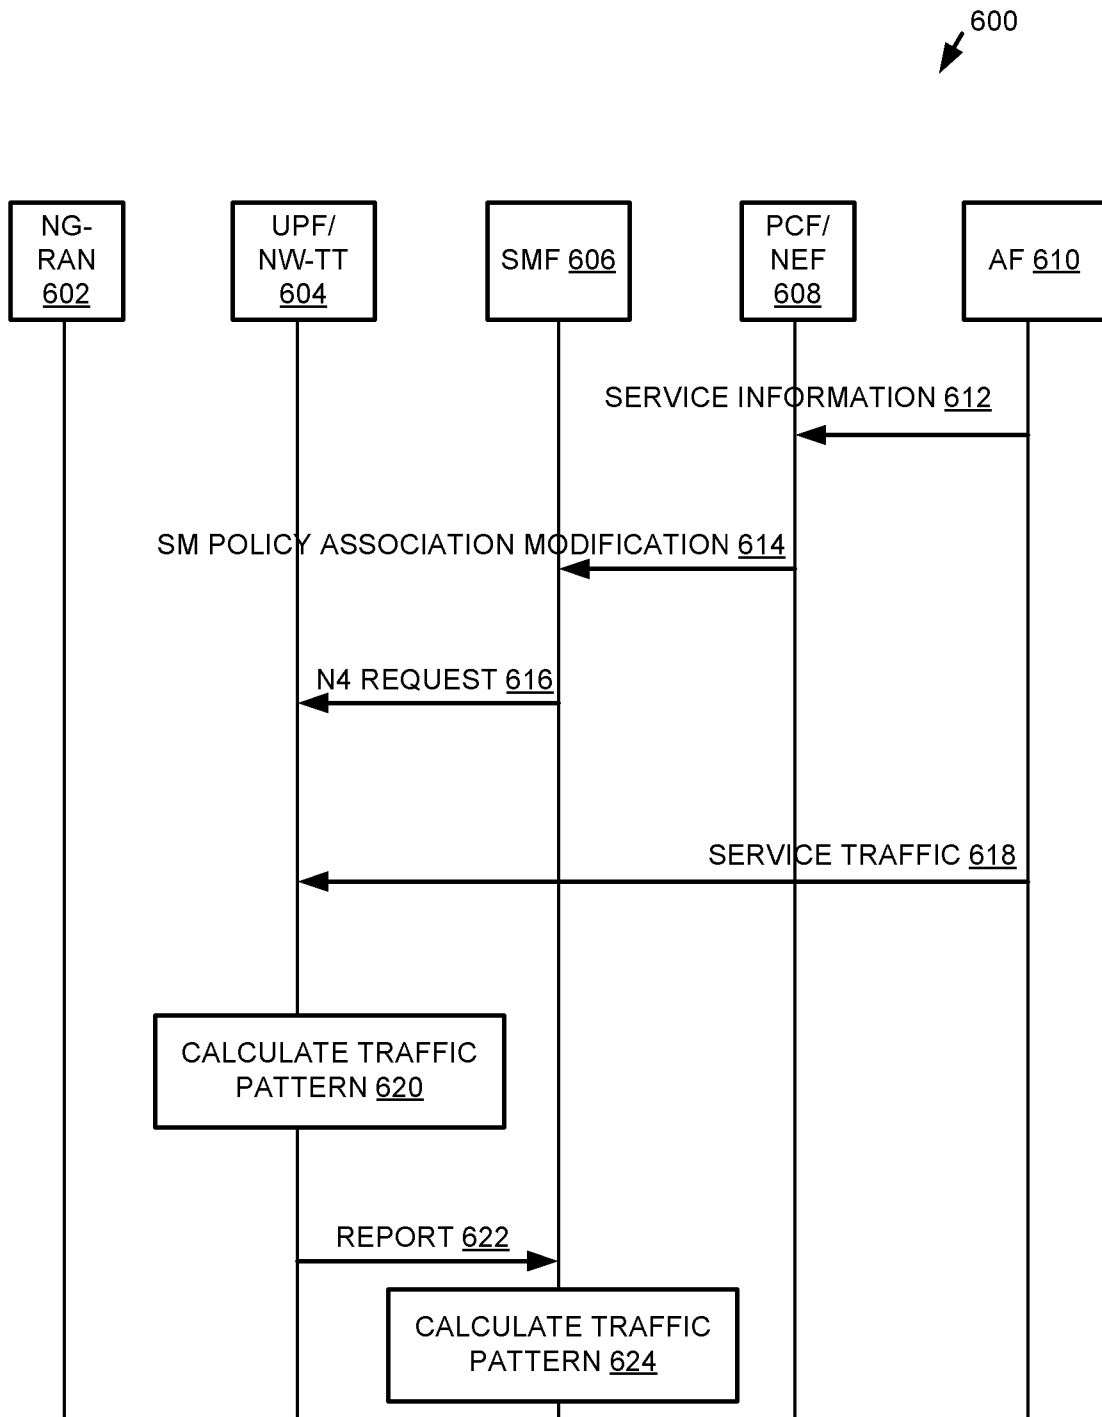 600
NG-
RAN
602
UPF/
NW-TT
604
SMF 606
PCF/
NEF
608
AF 610
SERVICE INFORMATION 612
SM POLICY ASSOCIATION MODIFICATION 614
N4 REQUEST 616
SERVICE TRAFFIC 618
CALCULATE TRAFFIC
PATTERN 620
REPORT 622
CALCULATE TRAFFIC
PATTERN 624